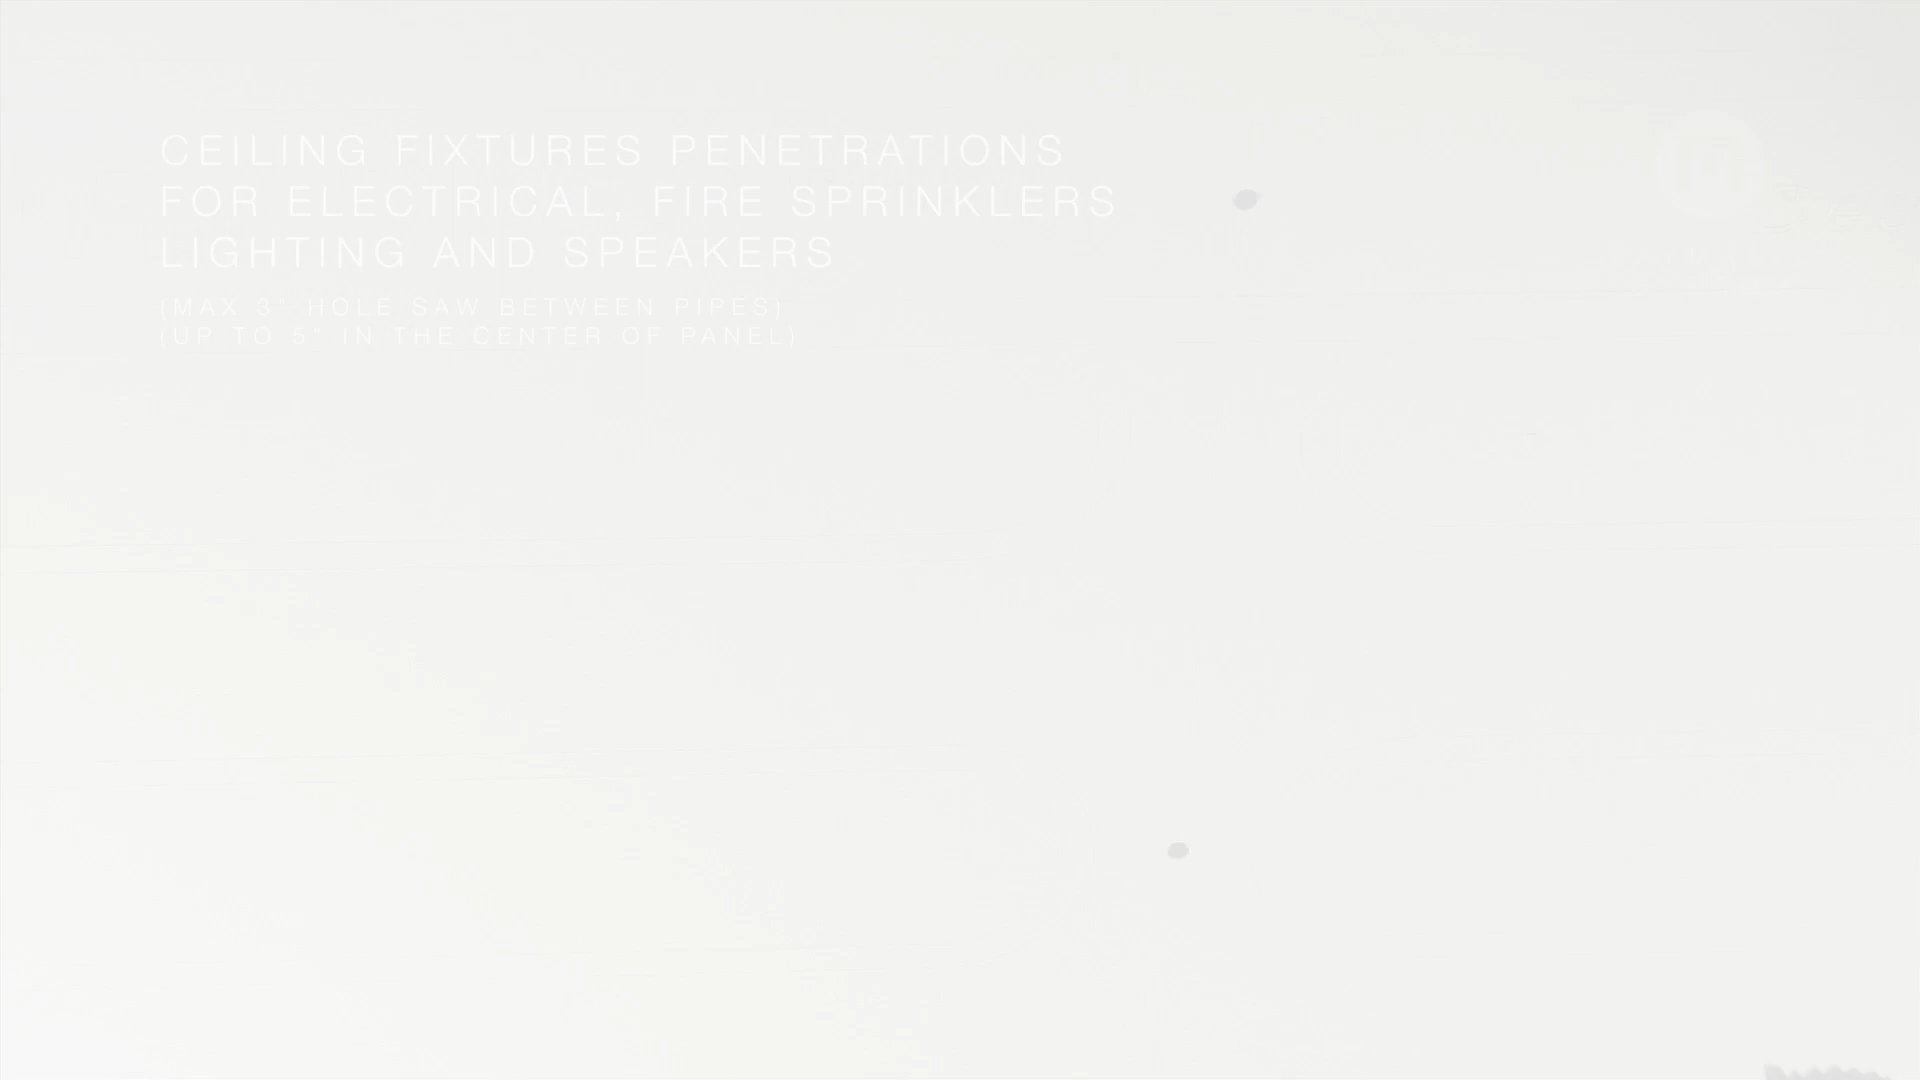 CEILING FIXTURES PENETRATIONS
FOR ELECTRICAL, FIRE SPRINKLERS
LIGHTING AND SPEAKERS
(MAX 3" HOLE SAW BETWEEN PIPES)
(UP TO 5" IN THE CENTER OF PANEL)